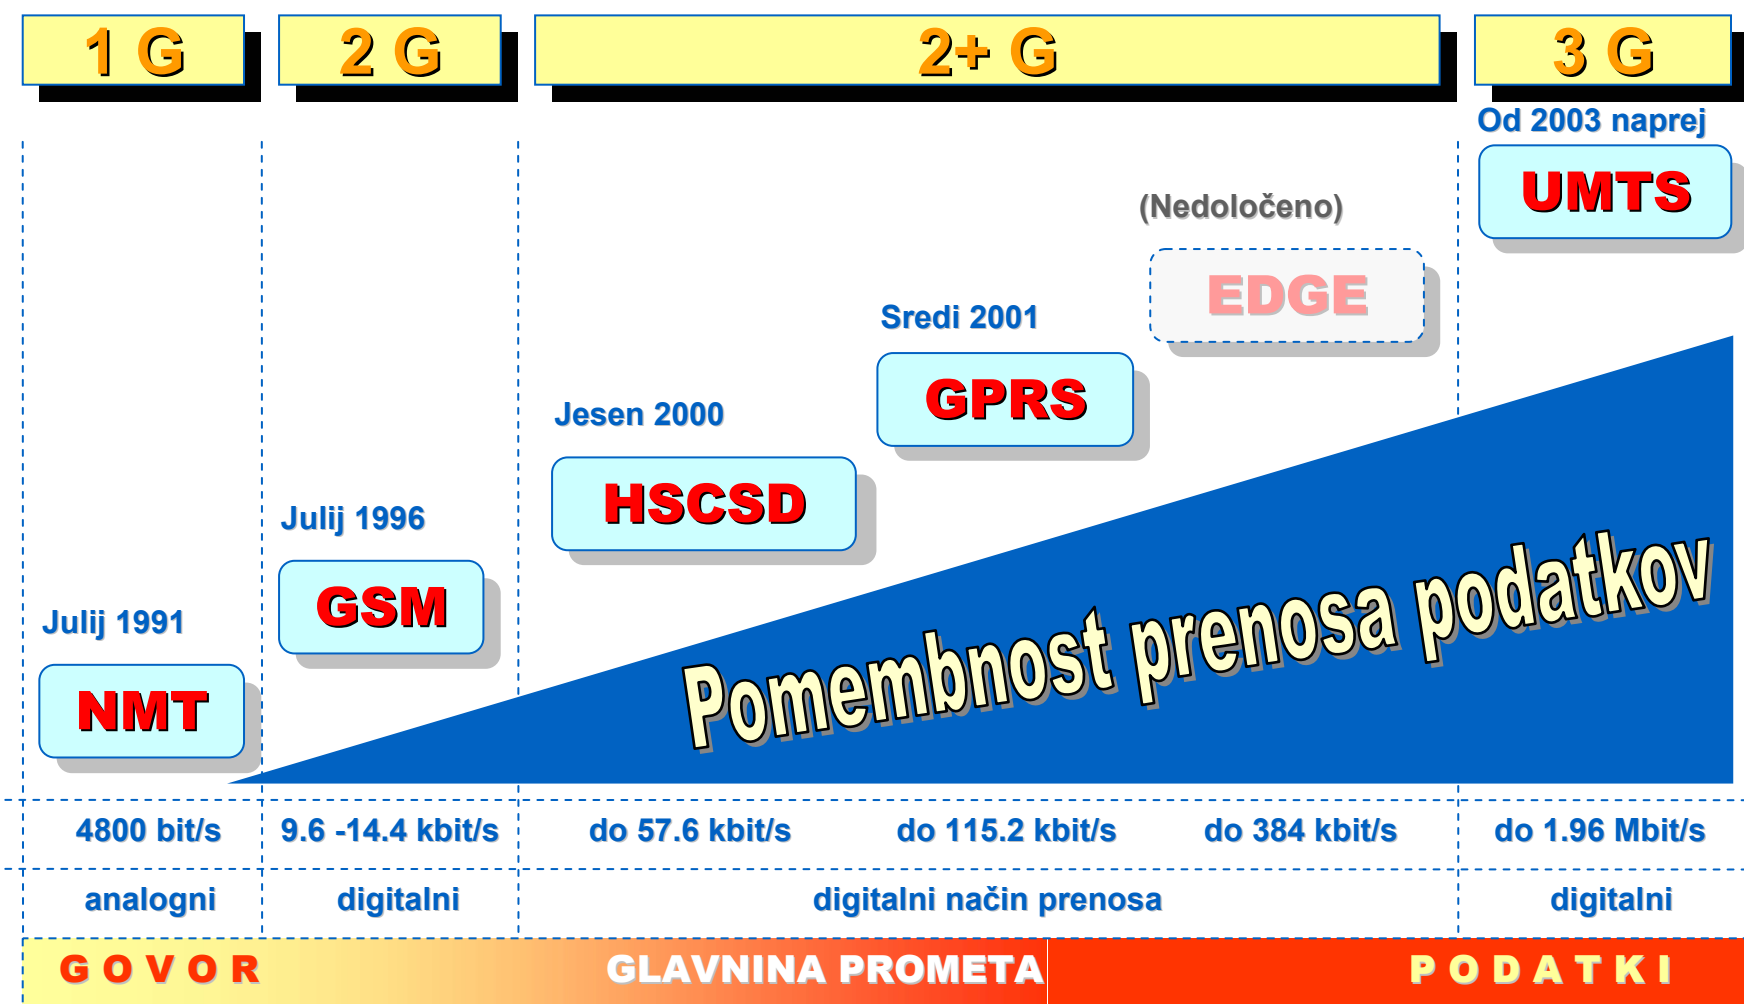 1 G
2 G
2+ G
3 G
Od 2003 naprej
UMTS
(Nedoločeno)
EDGE
Sredi 2001
GPRS
Jesen 2000
HSCSD
Julij 1996
GSM
Julij 1991
NMT
Pomembnost prenosa podatkov
4800 bit/s
9.6 -14.4 kbit/s
do 57.6 kbit/s
do 115.2 kbit/s
do 384 kbit/s
do 1.96 Mbit/s
analogni
digitalni
digitalni način prenosa
digitalni
G O V O R
GLAVNINA PROMETA
P O D A T K I